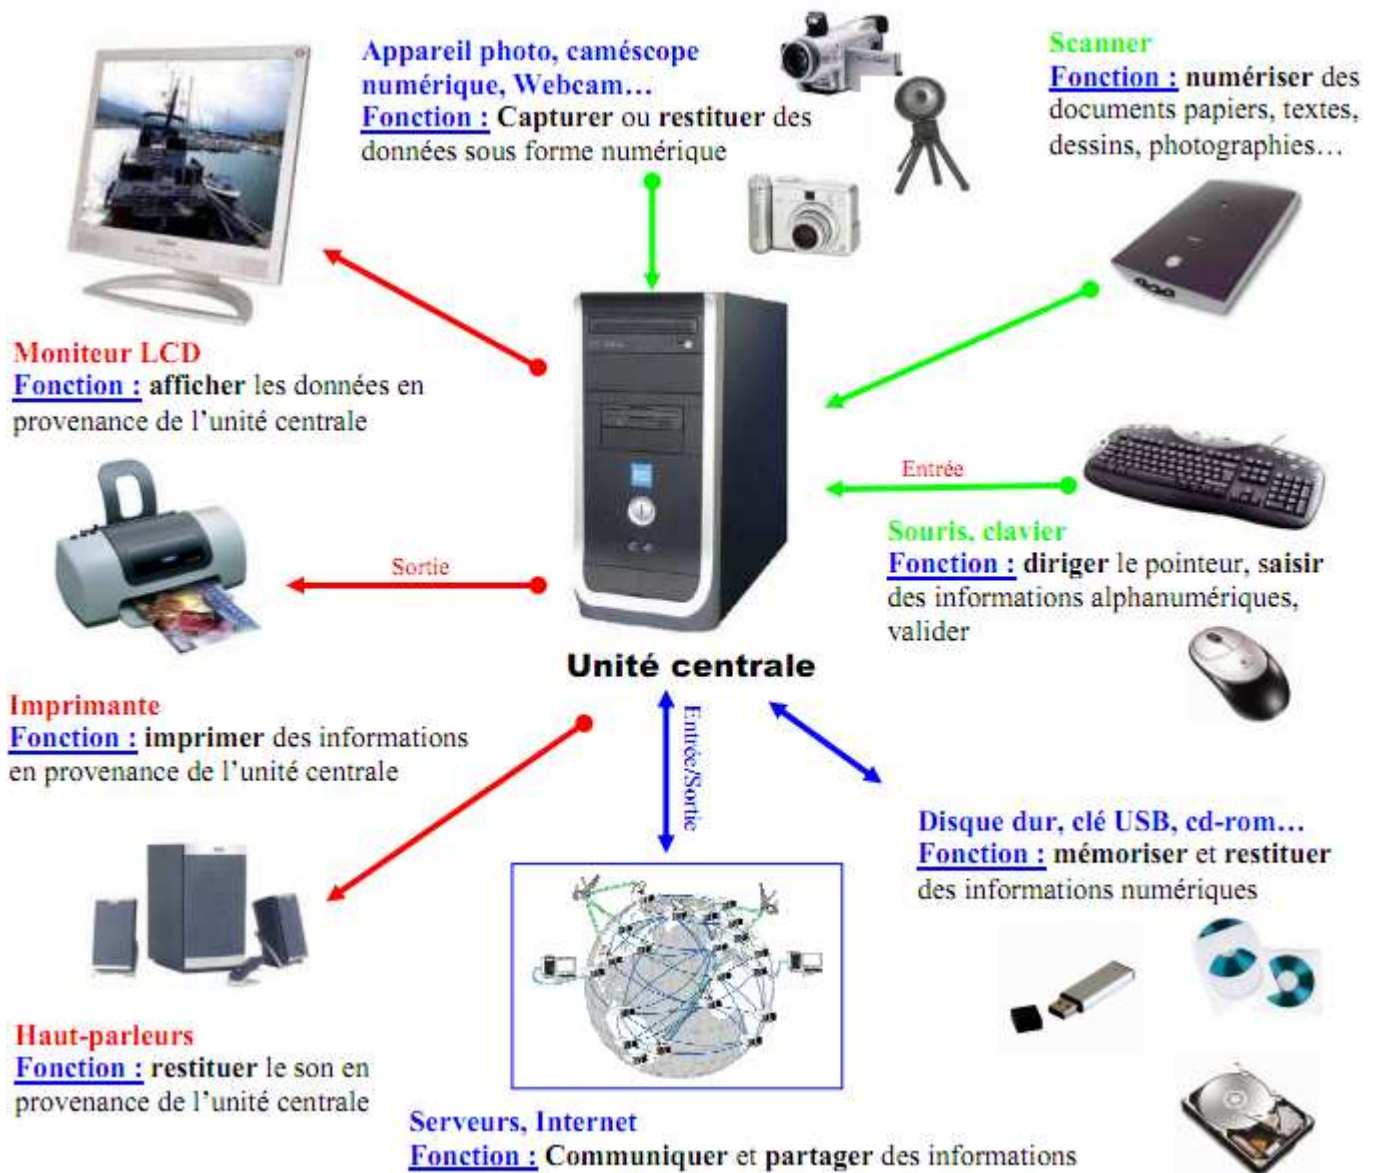 Appareil photo, caméscope
numérique, Webcam…
Fonction : Capturer ou restituer des
données sous forme numérique
Scanner
Fonction : numériser des
documents papiers, textes,
dessins, photographies…
Moniteur LCD
Fonction : afficher les données en
provenance de l’unité centrale
Entrée
Souris, clavier
Fonction : diriger le pointeur, saisir
des informations alphanumériques,
valider
Sortie
Unité centrale
Imprimante
Fonction : imprimer des informations
en provenance de l’unité centrale
Entrée/Sortie
Disque dur, clé USB, cd-rom…
Fonction : mémoriser et restituer
des informations numériques
Haut-parleurs
Fonction : restituer le son en
provenance de l’unité centrale
Serveurs, Internet
Fonction : Communiquer et partager des informations